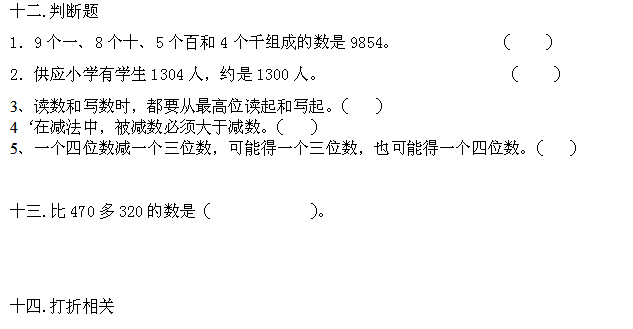 十二.判断题
1．9个一、8个十、5个百和4个千组成的数是9854。 （ ）
2．供应小学有学生1304人，约是1300人。 （ ）
3、读数和写数时，都要从最高位读起和写起。（ ）
4‘在减法中，被减数必须大于减数。（ ）
5、一个四位数减一个三位数，可能得一个三位数，也可能得一个四位数。（ ）
十三.比470多320的数是（ ）。
十四.打折相关